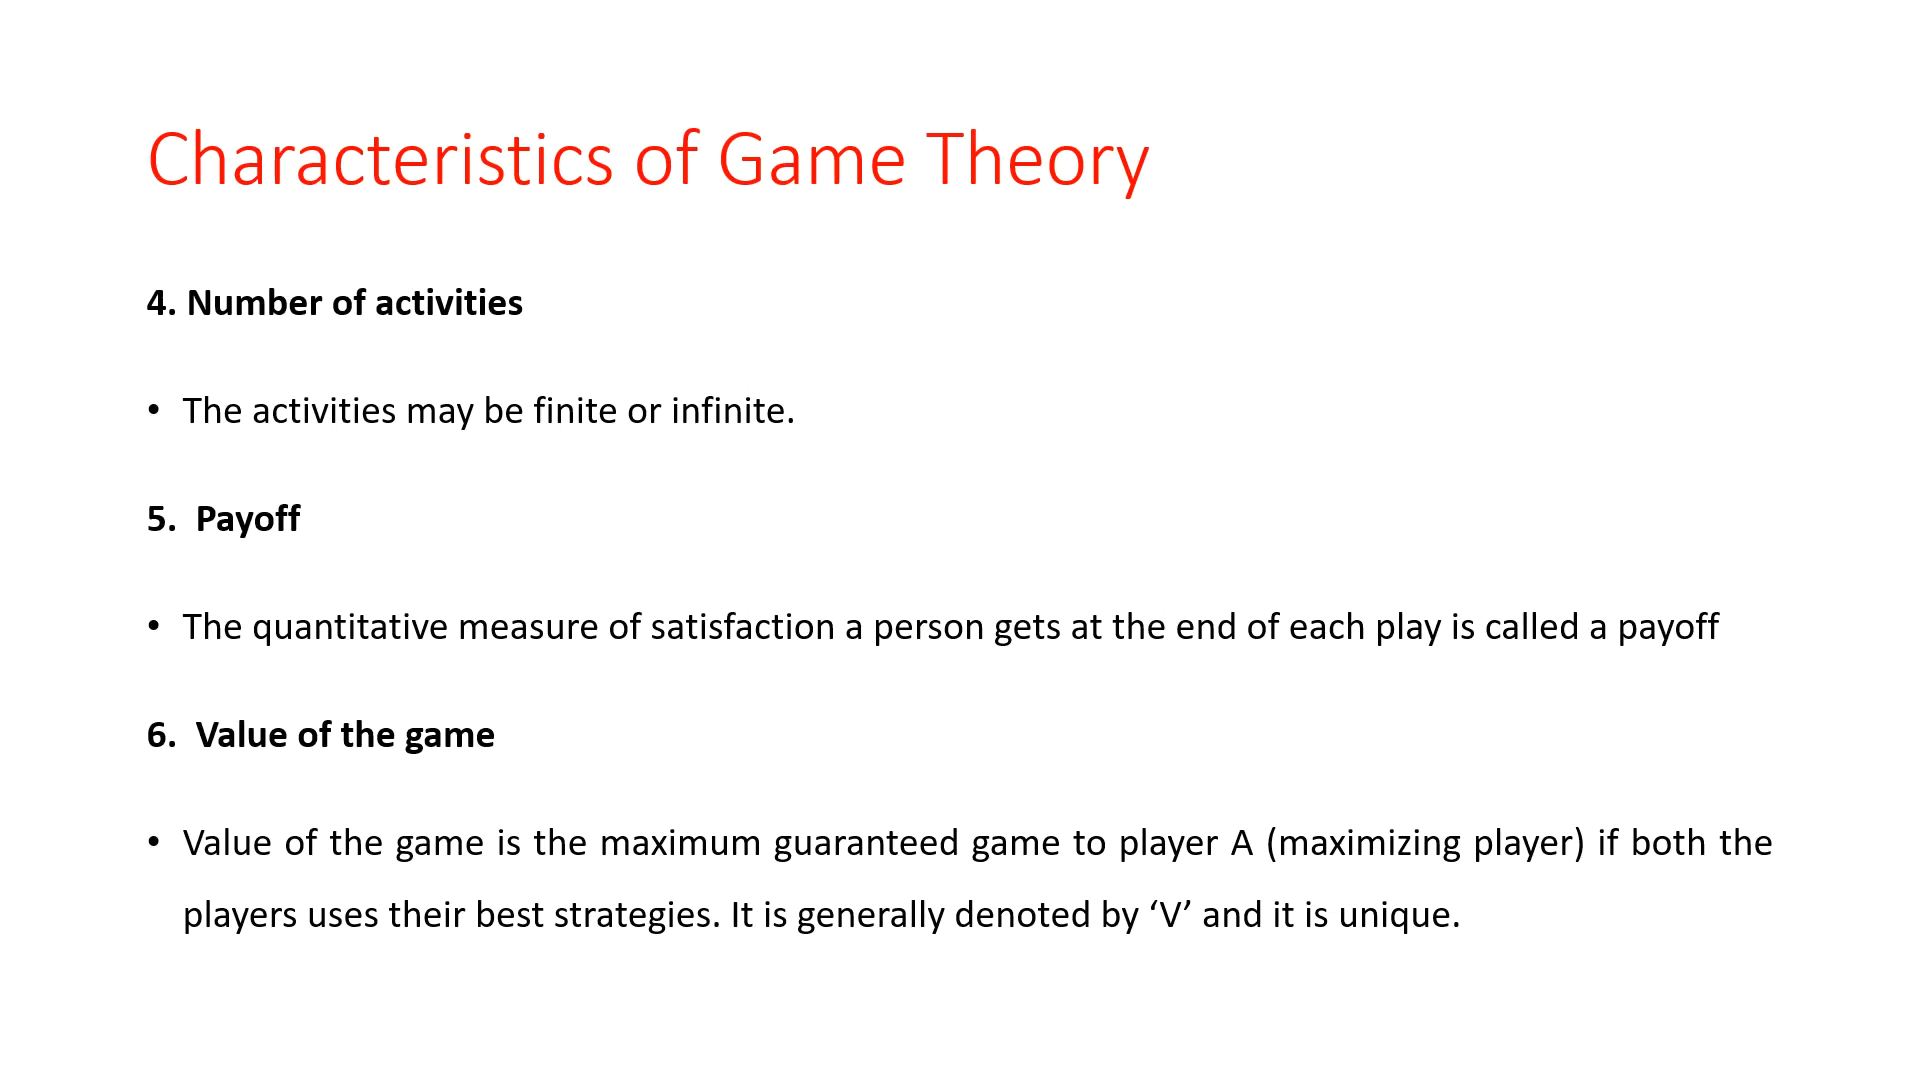 Characteristics of Game Theory
4. Number of activities
• The activities may be finite or infinite.
5. Payoff
• The quantitative measure of satisfaction a person gets at the end of each play is called a payoff
6. Value of the game
• Value of the game is the maximum guaranteed game to player A (maximizing player) if both the
players uses their best strategies. It is generally denoted by ‘V’ and it is unique.